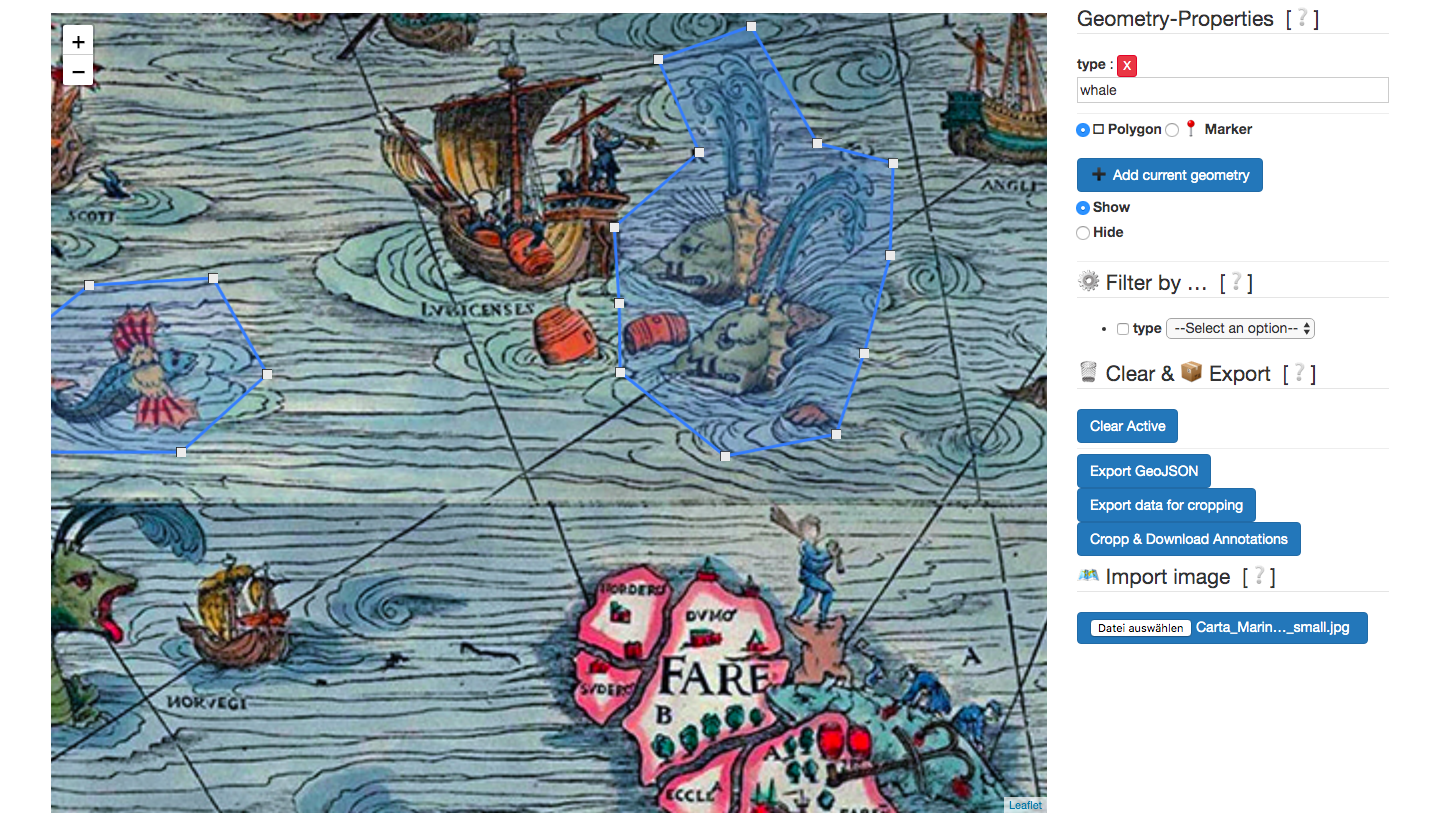 +
−
SCOTI
ANGLI
LVBICENSES
NORVEGI
HORDERO
DVMO
SVDERO
FARE
B
A
A
ECCLA
Leaflet
Geometry-Properties [❔]
type : X
whale
Polygon Marker
Add current geometry
Show
Hide
Filter by … [❔]
type --Select an option--
Clear & Export [❔]
Clear Active
Export GeoJSON
Export data for cropping
Cropp & Download Annotations
Import image [❔]
Datei auswählen Carta_Marin…_small.jpg